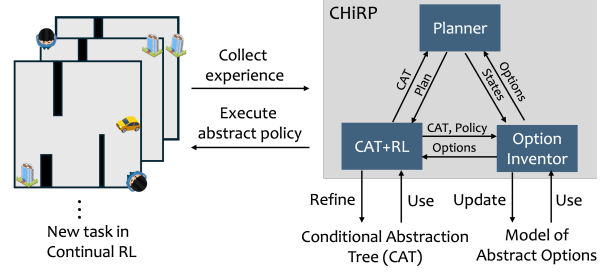 CHiRP
Planner
Collect
experience
Execute
abstract policy
CAT
Plan
States
Options
CAT+RL
CAT, Policy
Options
Option
Inventor
Refine
Use
Update
Use
New task in
Continual RL
Conditional Abstraction
Tree (CAT)
Model of
Abstract Options